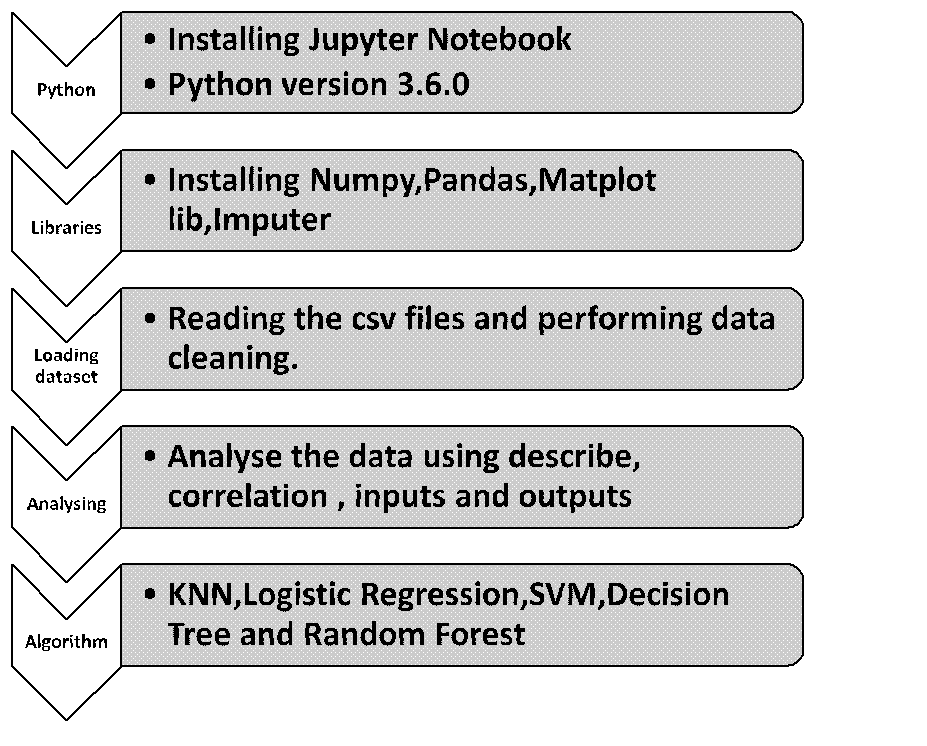 Python
• Installing Jupyter Notebook
• Python version 3.6.0
Libraries
• Installing Numpy,Pandas,Matplot
lib,Imputer
Loading
dataset
• Reading the csv files and performing data
cleaning.
Analysing
• Analyse the data using describe,
correlation , inputs and outputs
Algorithm
• KNN,Logistic Regression,SVM,Decision
Tree and Random Forest